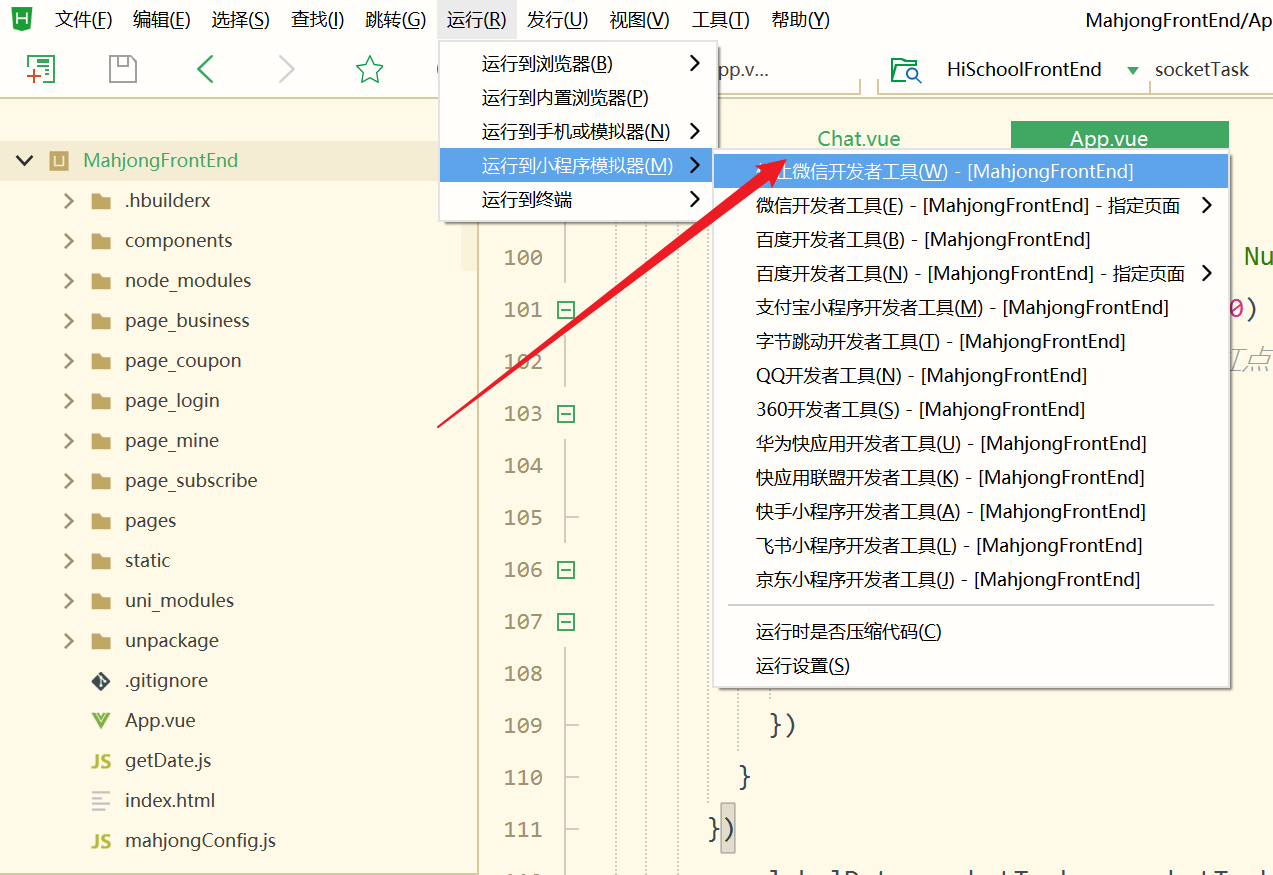 文件(F) 编辑(E) 选择(S) 查找(I) 跳转(G) 运行(R) 发行(U) 视图(V) 工具(T) 帮助(Y) MahjongFrontEnd/Ap
pp.v... HiSchoolFrontEnd socketTask
运行到浏览器(B)
运行到内置浏览器(P)
运行到手机或模拟器(N)
运行到小程序模拟器(M)
运行到终端
Chat.vue App.vue
止微信开发者工具(W) - [MahjongFrontEnd]
微信开发者工具(E) - [MahjongFrontEnd] - 指定页面
百度开发者工具(B) - [MahjongFrontEnd]
百度开发者工具(N) - [MahjongFrontEnd] - 指定页面
支付宝小程序开发者工具(M) - [MahjongFrontEnd]
字节跳动开发者工具(T) - [MahjongFrontEnd]
QQ开发者工具(N) - [MahjongFrontEnd]
360开发者工具(S) - [MahjongFrontEnd]
华为快应用开发者工具(U) - [MahjongFrontEnd]
快应用联盟开发者工具(K) - [MahjongFrontEnd]
快手小程序开发者工具(A) - [MahjongFrontEnd]
飞书小程序开发者工具(L) - [MahjongFrontEnd]
京东小程序开发者工具(J) - [MahjongFrontEnd]
运行时是否压缩代码(C)
运行设置(S)
MahjongFrontEnd
.hbuilderx
components
node_modules
page_business
page_coupon
page_login
page_mine
page_subscribe
pages
static
uni_modules
unpackage
.gitignore
App.vue
getDate.js
index.html
mahjongConfig.js
100 Nu
101 0)
102 点
103
104
105
106
107
108
109 })
110 }
111 })